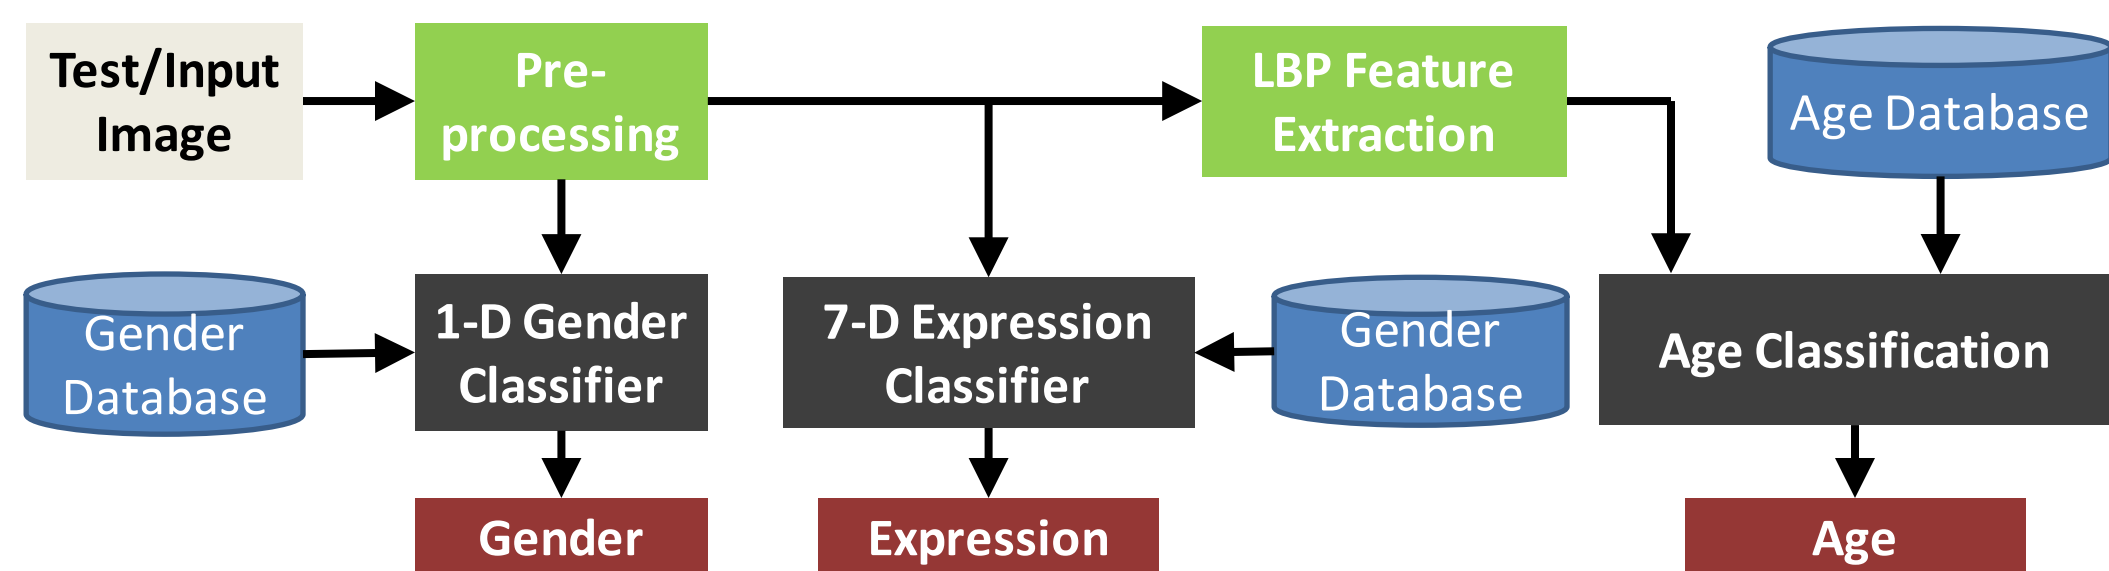 Test/Input
Image
Pre-
processing
LBP Feature
Extraction
Age Database
Gender
Database
1-D Gender
Classifier
7-D Expression
Classifier
Gender
Database
Age Classification
Gender
Expression
Age